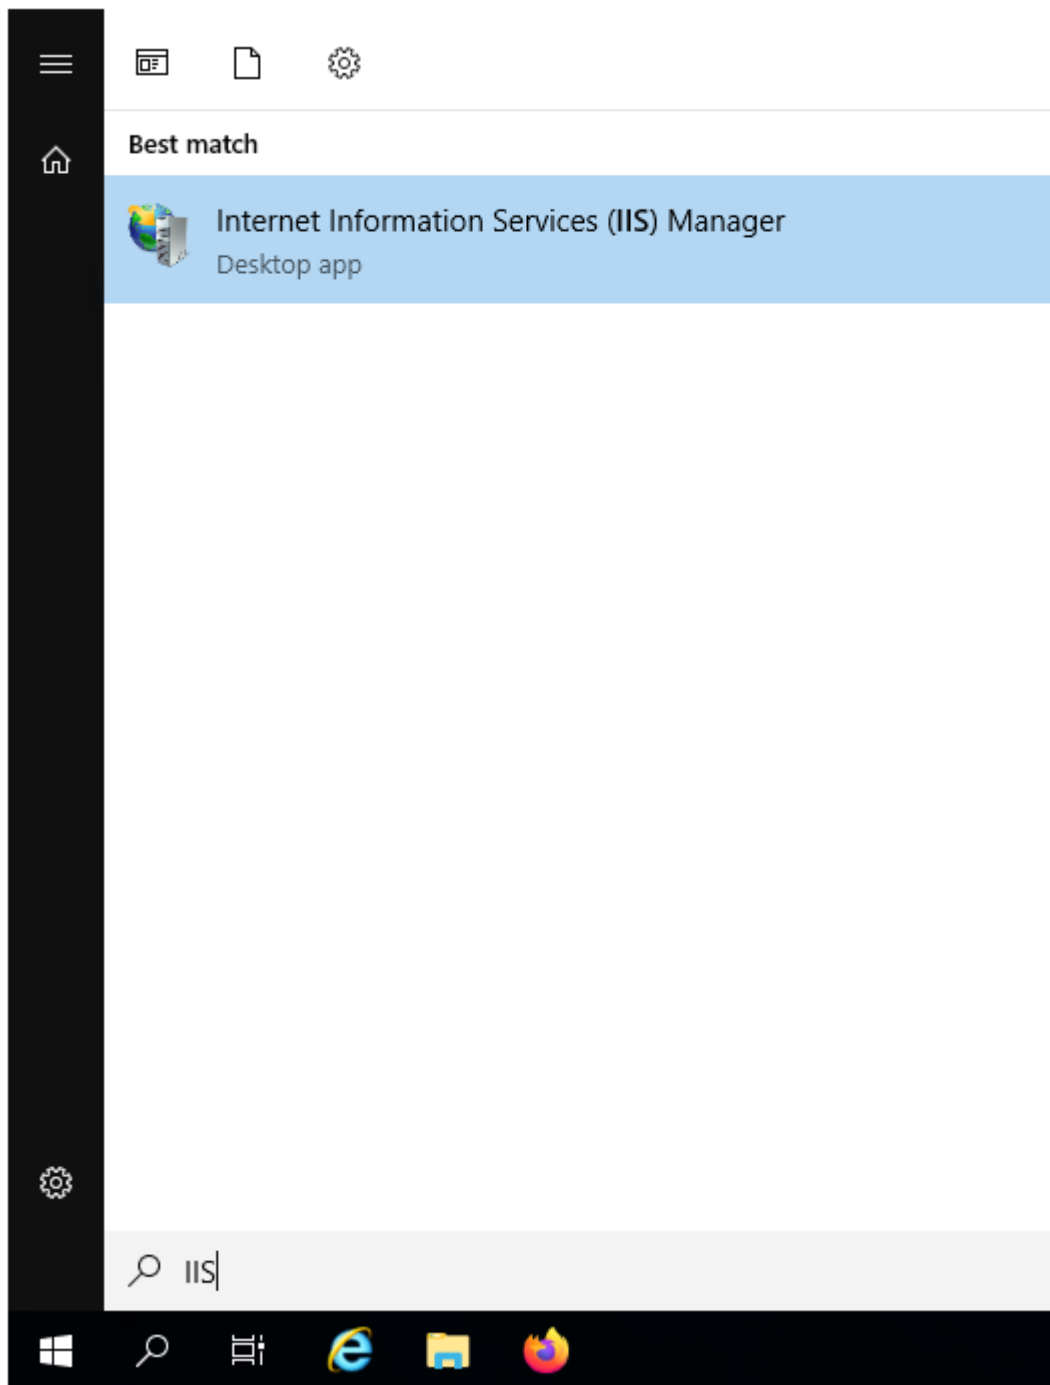 Best match
Internet Information Services (IIS) Manager
Desktop app
IIS